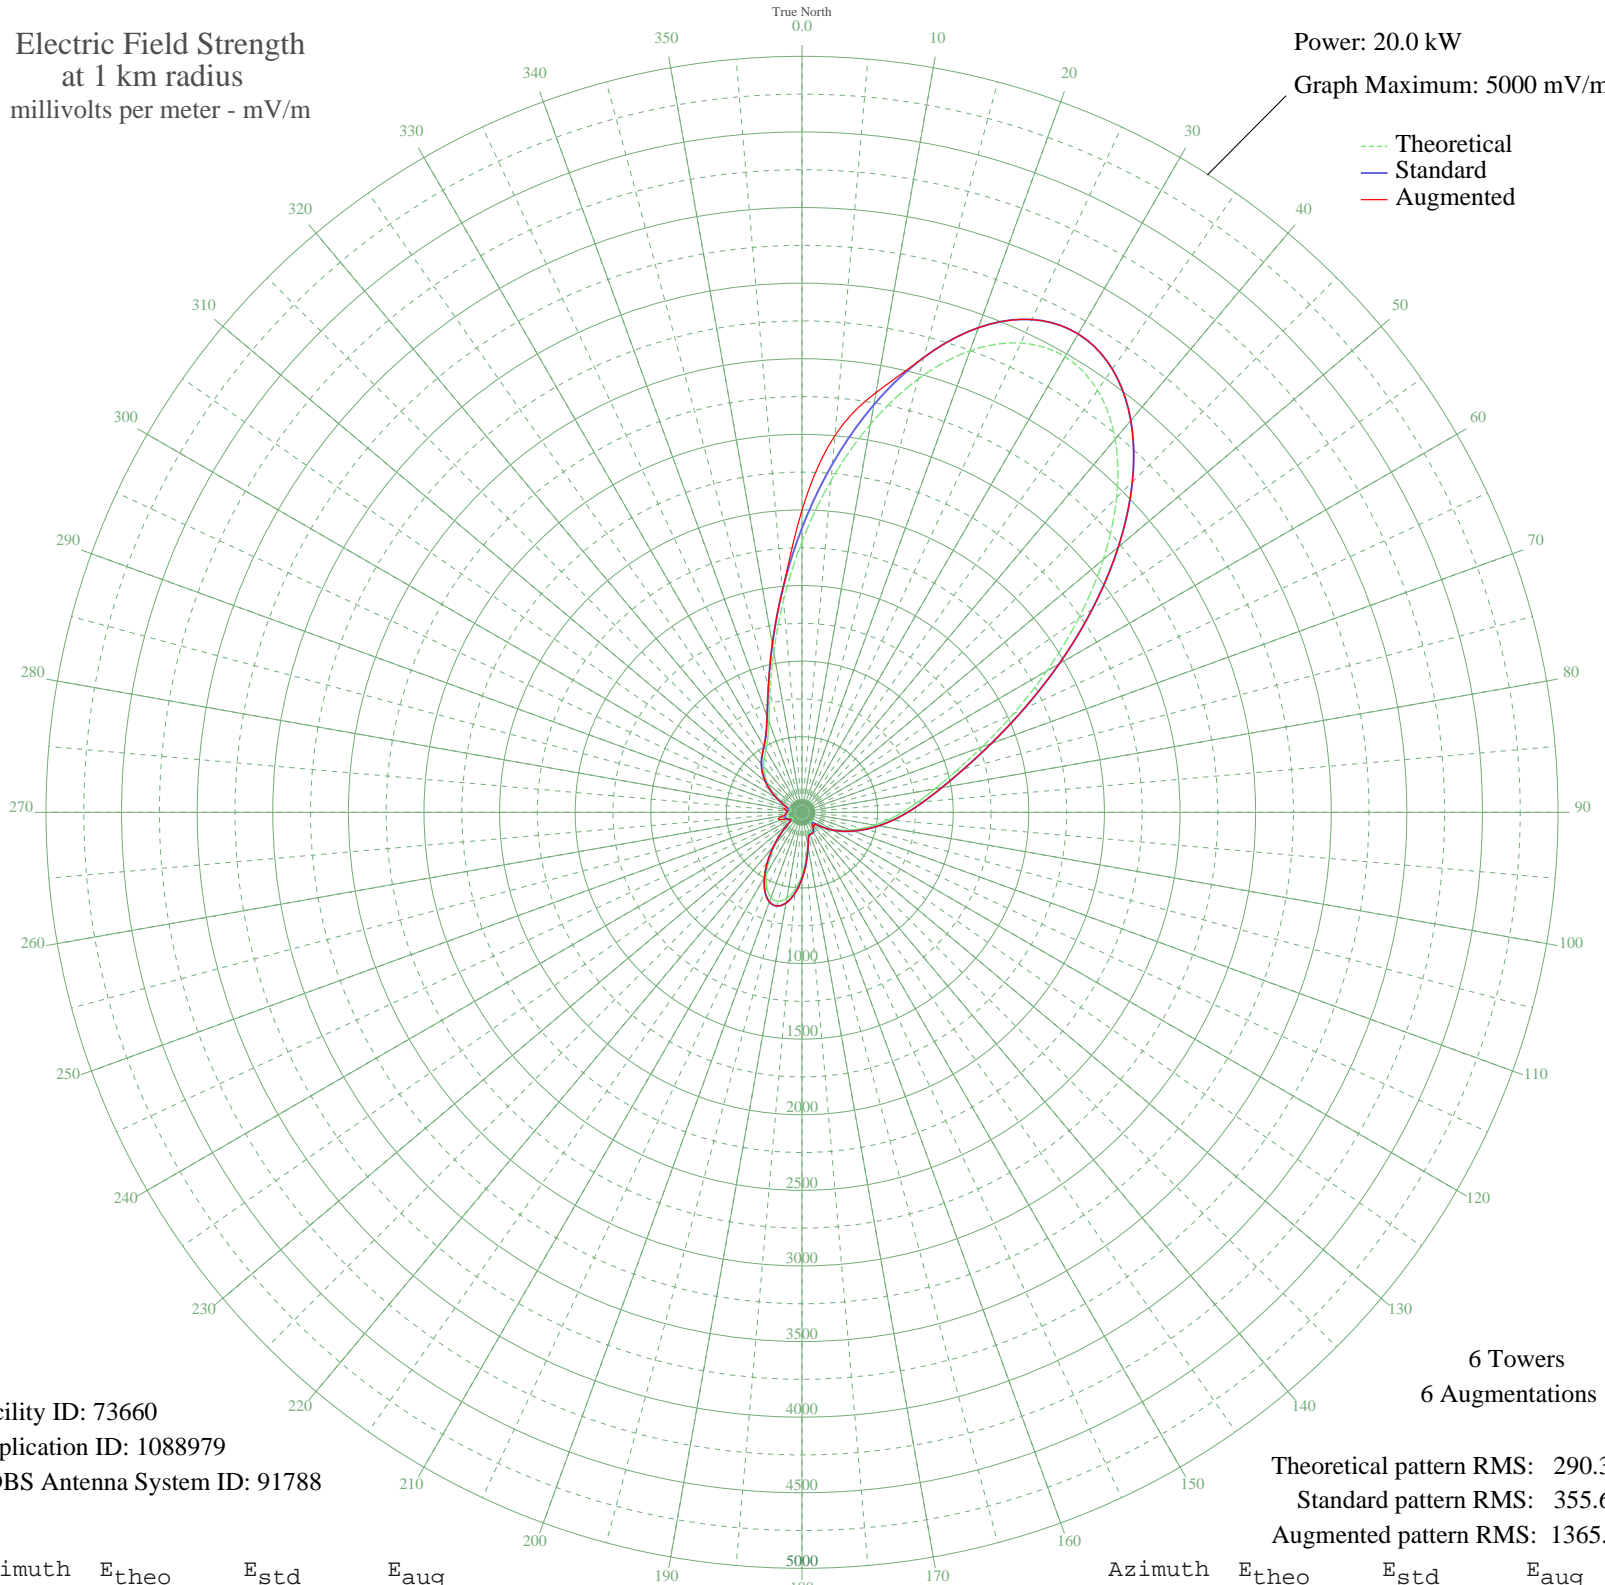 True North
0.0
Electric Field Strength
at 1 km radius
millivolts per meter - mV/m
Power: 20.0 kW
Graph Maximum: 5000 mV/m
Theoretical
Standard
Augmented
10
20
30
40
50
60
70
80
90
100
110
120
130
140
150
160
170
190
200
210
220
230
240
250
260
270
280
290
300
310
320
330
340
350
1000
1500
2000
2500
3000
3500
4000
4500
5000
6 Towers
6 Augmentations
cility ID: 73660
plication ID: 1088979
DBS Antenna System ID: 91788
Theoretical pattern RMS: 290.3
Standard pattern RMS: 355.6
Augmented pattern RMS: 1365.
imuth Etheo Estd Eaug
Azimuth Etheo Estd Eaug